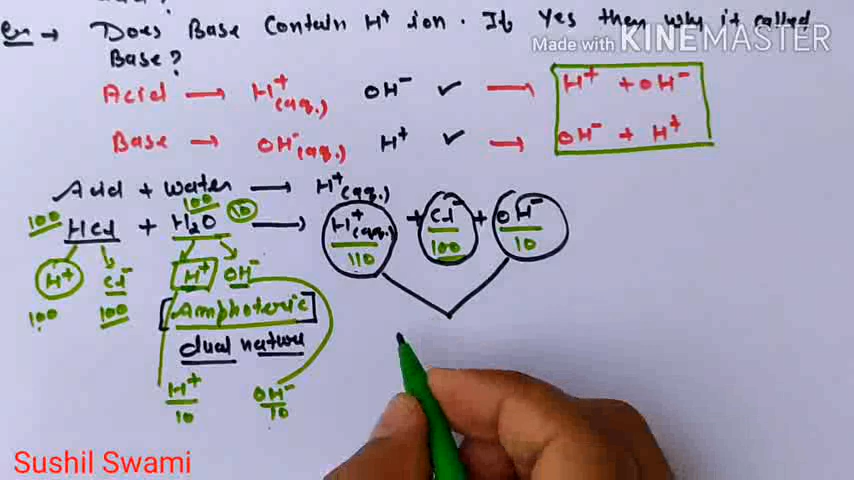 Qn → Does Base Contain H⁺ ion. If Yes then why it called
Made with KINEMASTER
Base?
Acid → H⁺(aq.) OH⁻ ✓ → H⁺ + OH⁻
Base → OH⁻(aq.) H⁺ ✓ → OH⁻ + H⁺
Acid + water → H⁺(aq.)
100 100 10
HCl + H₂O → H⁺(aq.) + Cl⁻ + OH⁻
110 100 10
H⁺ Cl⁻ H⁺ OH⁻
100 100
[Amphoteric]
dual nature
H⁺ OH⁻
10 10
Sushil Swami